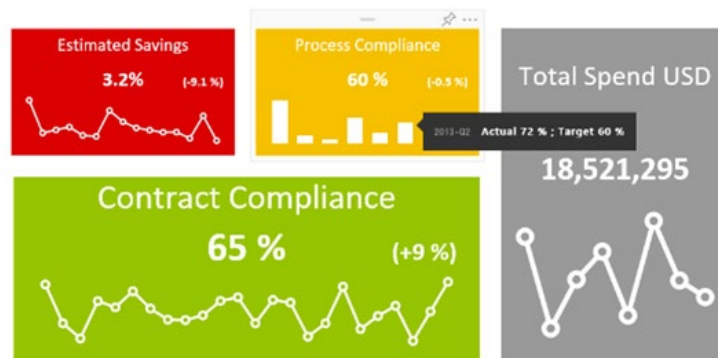 Estimated Savings
3.2% (-9.1 %)
Process Compliance
60 % (-0.5 %)
2013-Q2 Actual 72 % ; Target 60 %
Total Spend USD
18,521,295
Contract Compliance
65 % (+9 %)